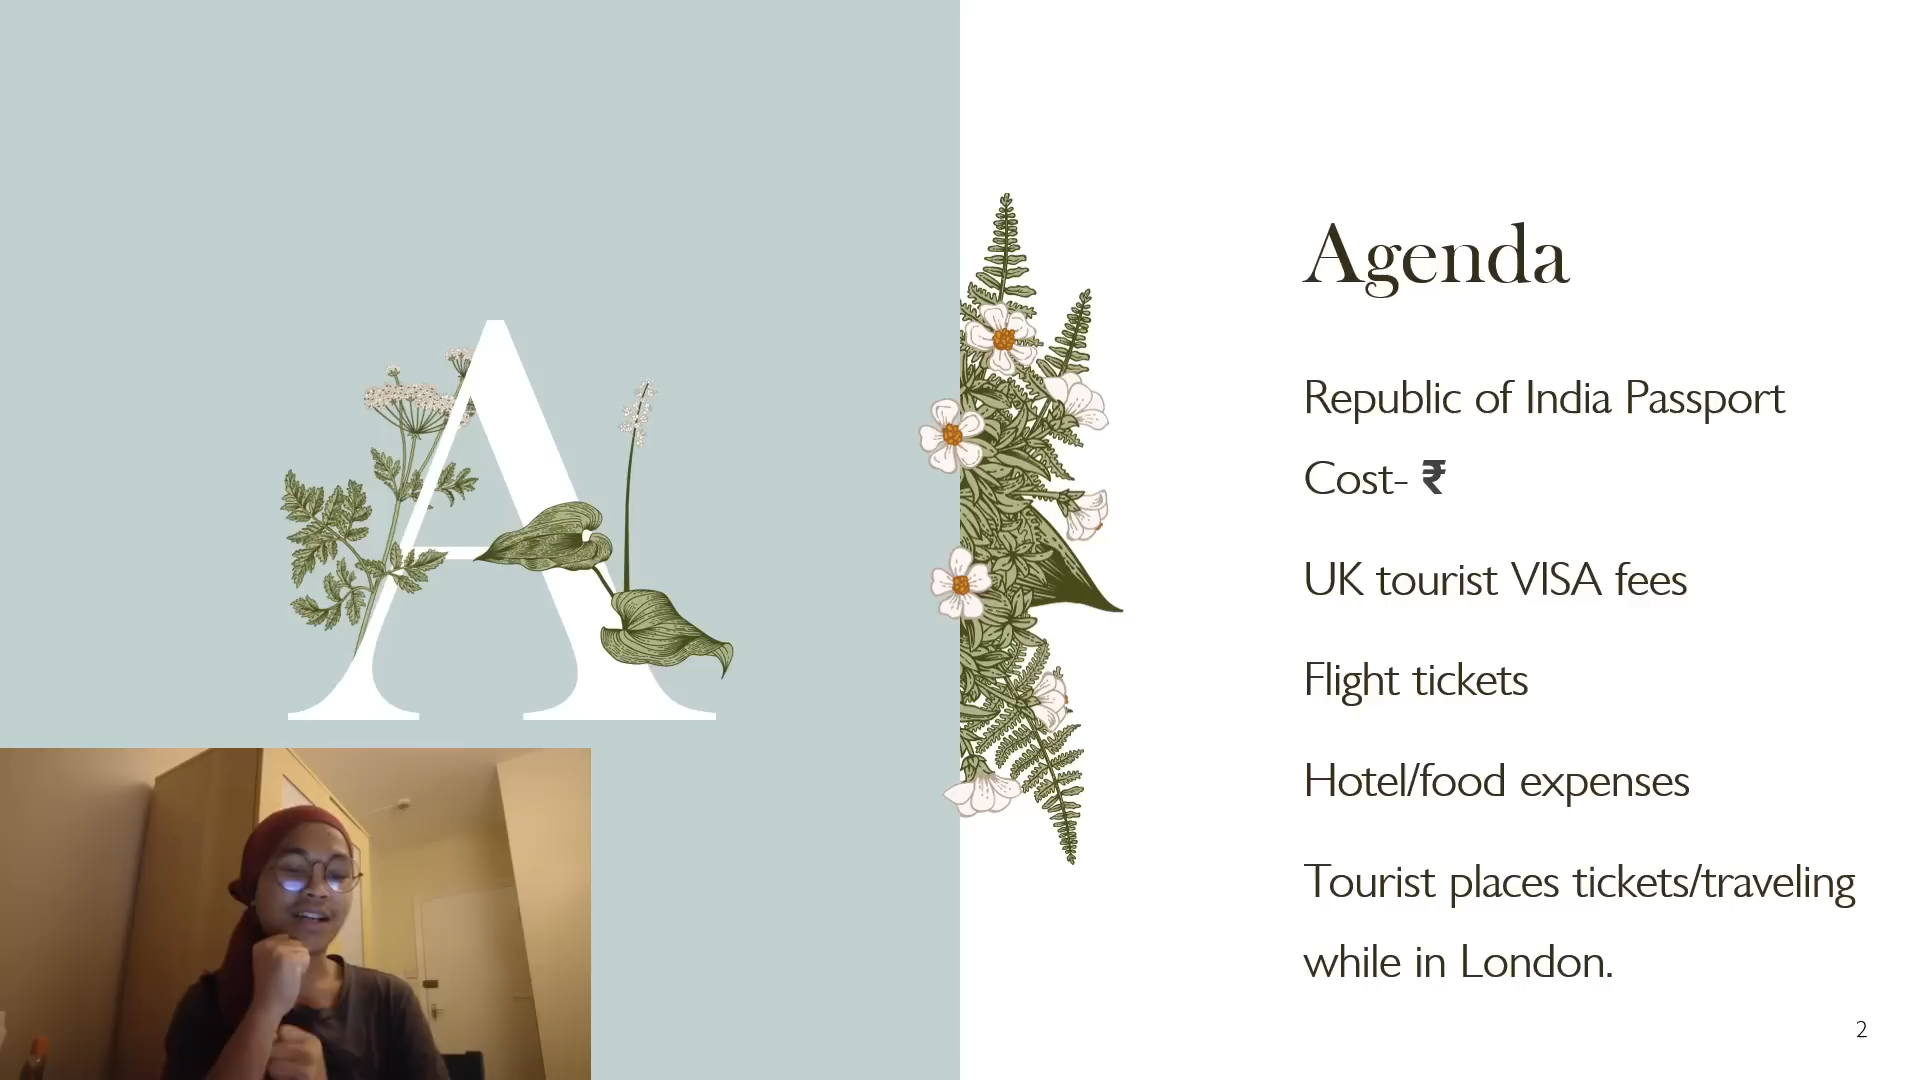 A
Agenda
Republic of India Passport
Cost- ₹
UK tourist VISA fees
Flight tickets
Hotel/food expenses
Tourist places tickets/traveling
while in London.
2